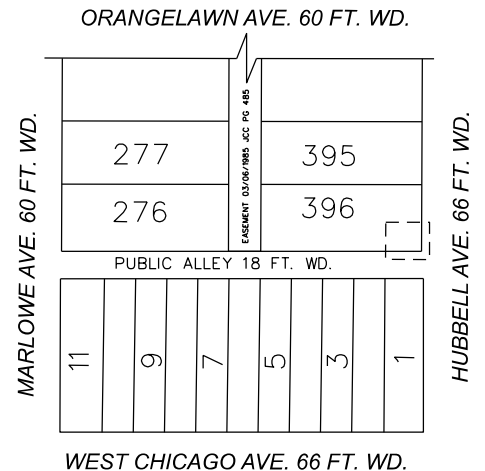 ORANGELAWN AVE. 60 FT. WD.
MARLOWE AVE. 60 FT. WD.
EASEMENT 03/06/1985 JCC PG 485
HUBBELL AVE. 66 FT. WD.
277 395
276 396
PUBLIC ALLEY 18 FT. WD.
11 9 7 5 3 1
WEST CHICAGO AVE. 66 FT. WD.